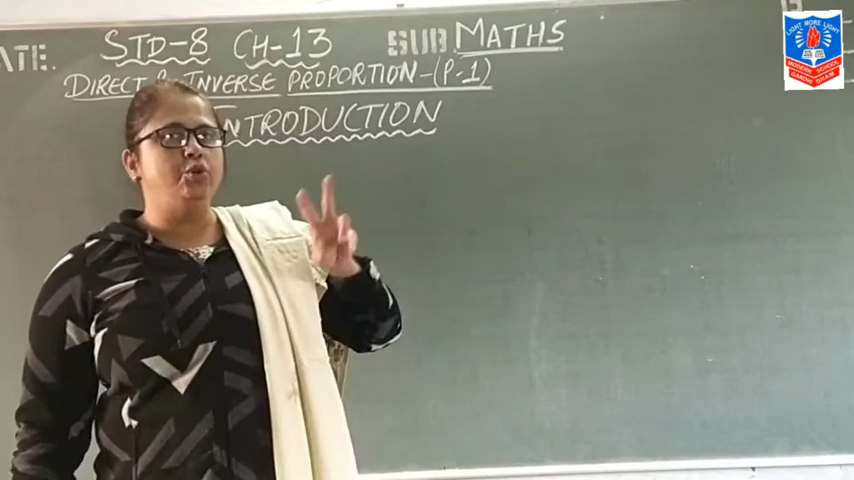 ATE. STD-8 CH-13 SUB. MATHS
DIRECT & INVERSE PROPORTION-(P-1)
INTRODUCTION
LIGHT MORE LIGHT
MODERN SCHOOL
GANDHI DHAM